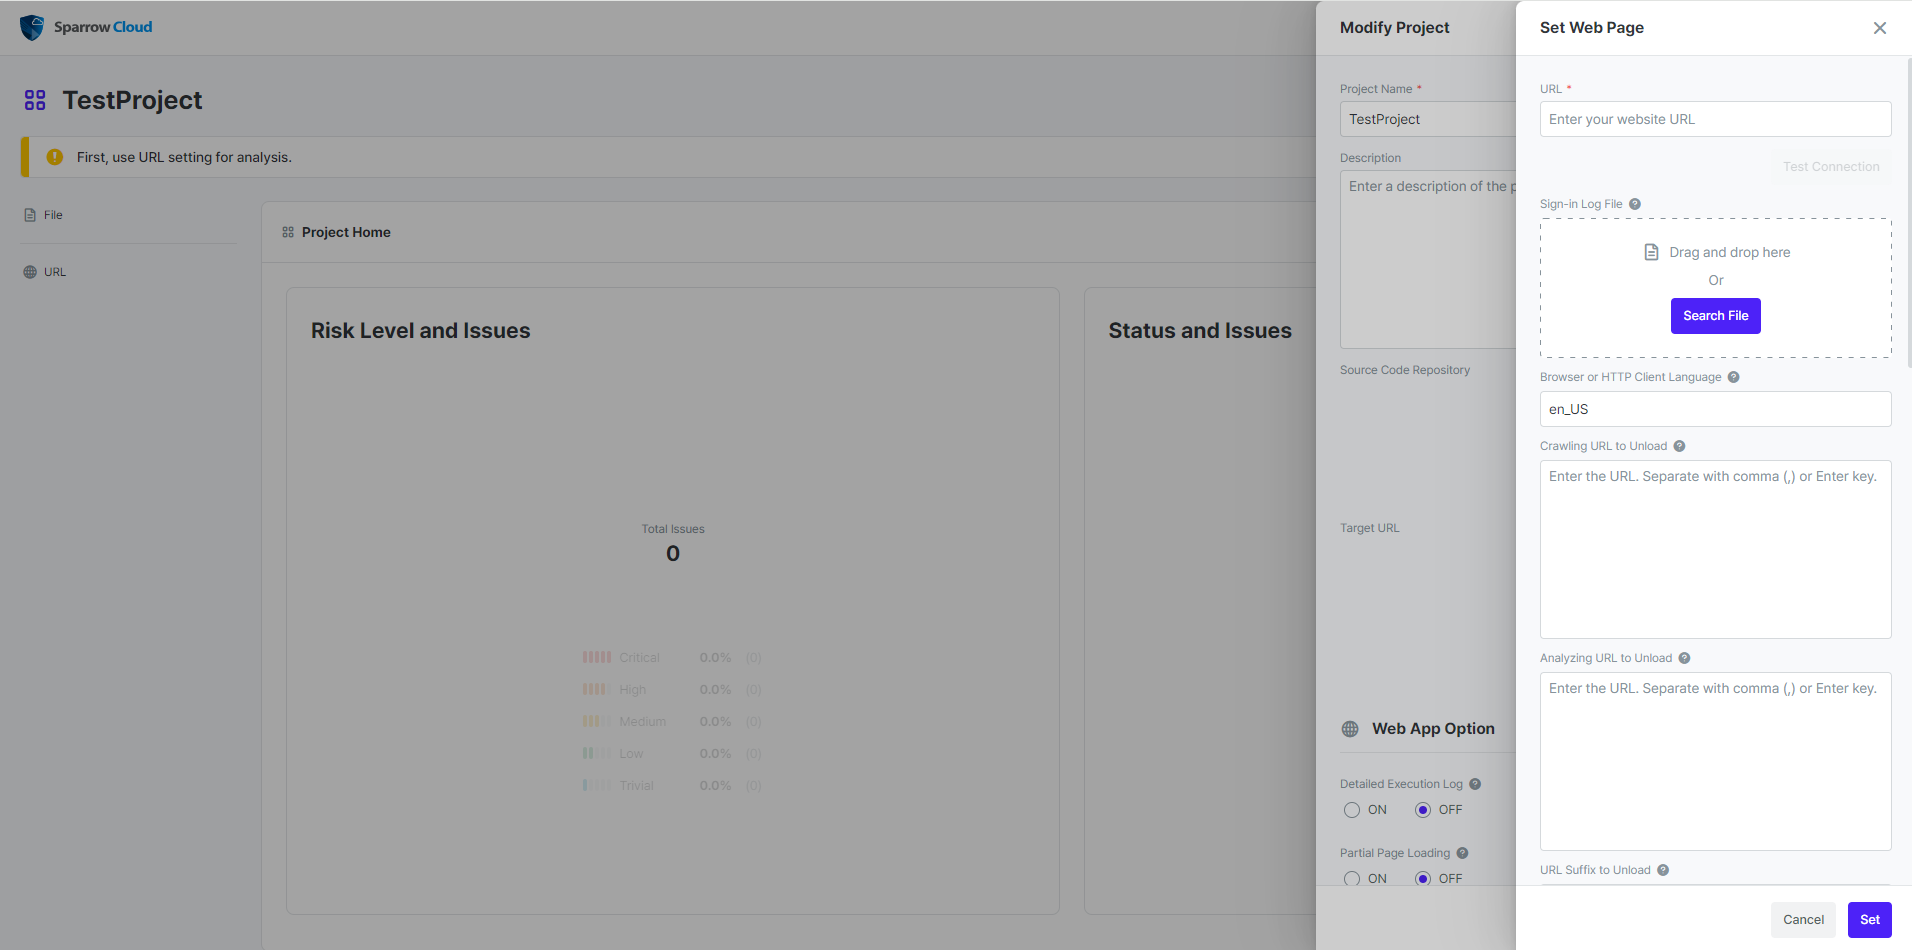 Sparrow Cloud
TestProject
First, use URL setting for analysis.
File
URL
Project Home
Risk Level and Issues
Total Issues
0
Critical 0.0% (0)
High 0.0% (0)
Medium 0.0% (0)
Low 0.0% (0)
Trivial 0.0% (0)
Status and Issues
Modify Project
Project Name *
TestProject
Description
Enter a description of the
Source Code Repository
Target URL
Web App Option
Detailed Execution Log ?
ON OFF
Partial Page Loading ?
ON OFF
Set Web Page
URL *
Enter your website URL
Test Connection
Sign-in Log File ?
Drag and drop here
Or
Search File
Browser or HTTP Client Language ?
en_US
Crawling URL to Unload ?
Enter the URL. Separate with comma (,) or Enter key.
Analyzing URL to Unload ?
Enter the URL. Separate with comma (,) or Enter key.
URL Suffix to Unload ?
Cancel
Set